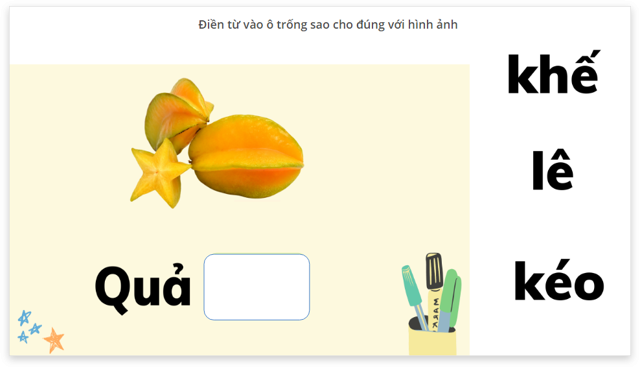 Điền từ vào ô trống sao cho đúng với hình ảnh
khế
lê
Quả
kéo